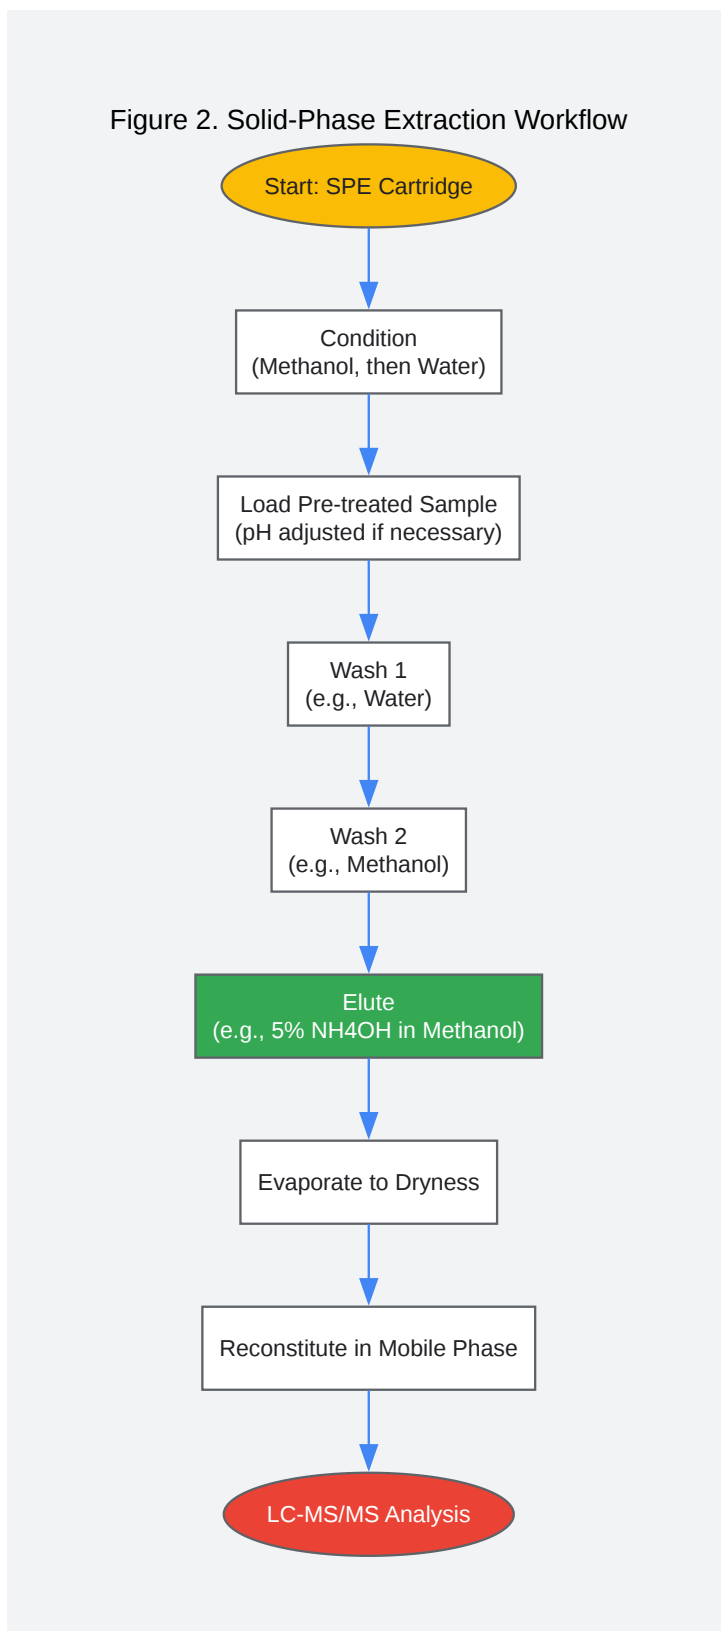 Figure 2. Solid-Phase Extraction Workflow
Start: SPE Cartridge
Condition
(Methanol, then Water)
Load Pre-treated Sample
(pH adjusted if necessary)
Wash 1
(e.g., Water)
Wash 2
(e.g., Methanol)
Elute
(e.g., 5% NH4OH in Methanol)
Evaporate to Dryness
Reconstitute in Mobile Phase
LC-MS/MS Analysis